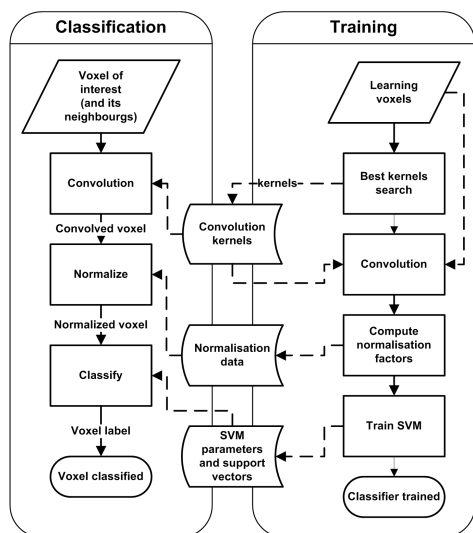 Classification
Training
Voxel of
interest
(and its
neighbourgs)
Learning
voxels
Convolution
kernels
Best kernels
search
Convolved voxel
Convolution
kernels
Convolution
Normalize
Normalized voxel
Normalisation
data
Compute
normalisation
factors
Classify
Voxel label
SVM
parameters
and support
vectors
Train SVM
Voxel classified
Classifier trained